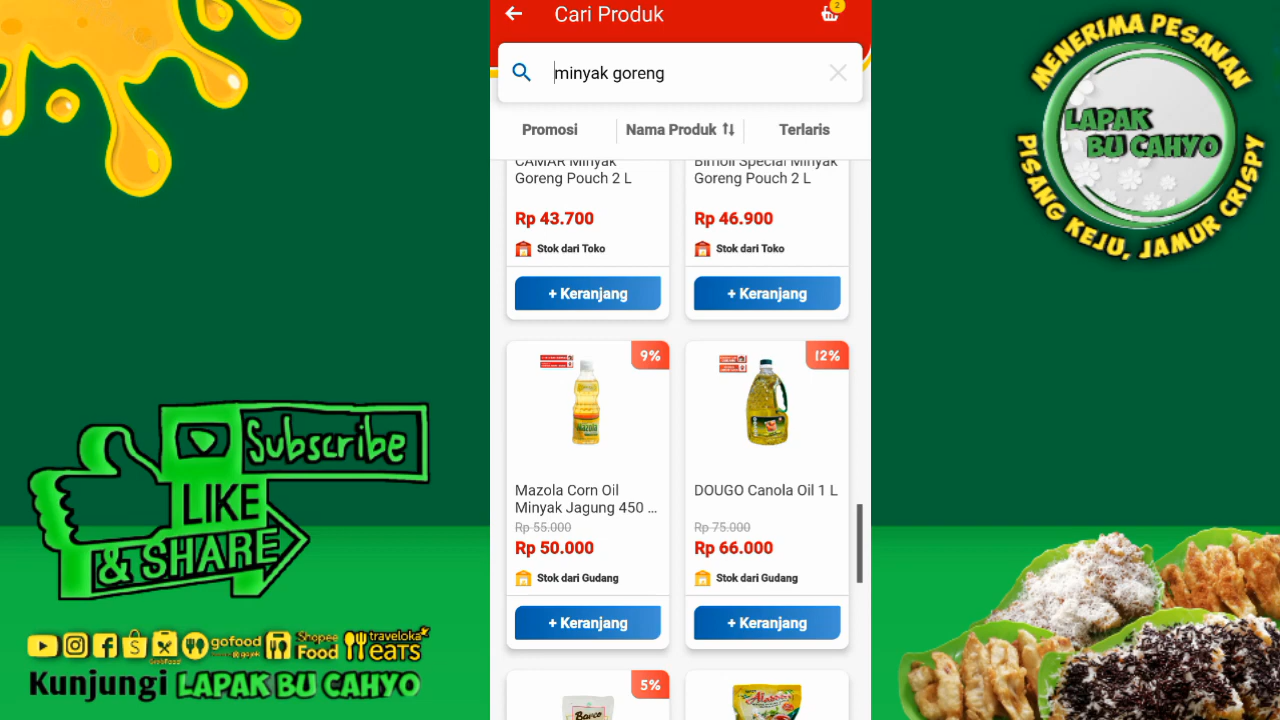 Cari Produk
2
minyak goreng
Promosi
Nama Produk
Terlaris
CAMAR Minyak
Goreng Pouch 2 L
Rp 43.700
Stok dari Toko
+ Keranjang
Bimoli Special Minyak
Goreng Pouch 2 L
Rp 46.900
Stok dari Toko
+ Keranjang
9%
Mazola
Mazola Corn Oil
Minyak Jagung 450 ...
Rp 55.000
Rp 50.000
Stok dari Gudang
+ Keranjang
12%
DOUGO Canola Oil 1 L
Rp 75.000
Rp 66.000
Stok dari Gudang
+ Keranjang
5%
Subscribe
LIKE
& SHARE
GrabFood
gofood
gojek
Shopee
Food
traveloka
EATS
Kunjungi LAPAK BU CAHYO
MENERIMA PESANAN
LAPAK
BU CAHYO
PISANG KEJU, JAMUR CRISPY